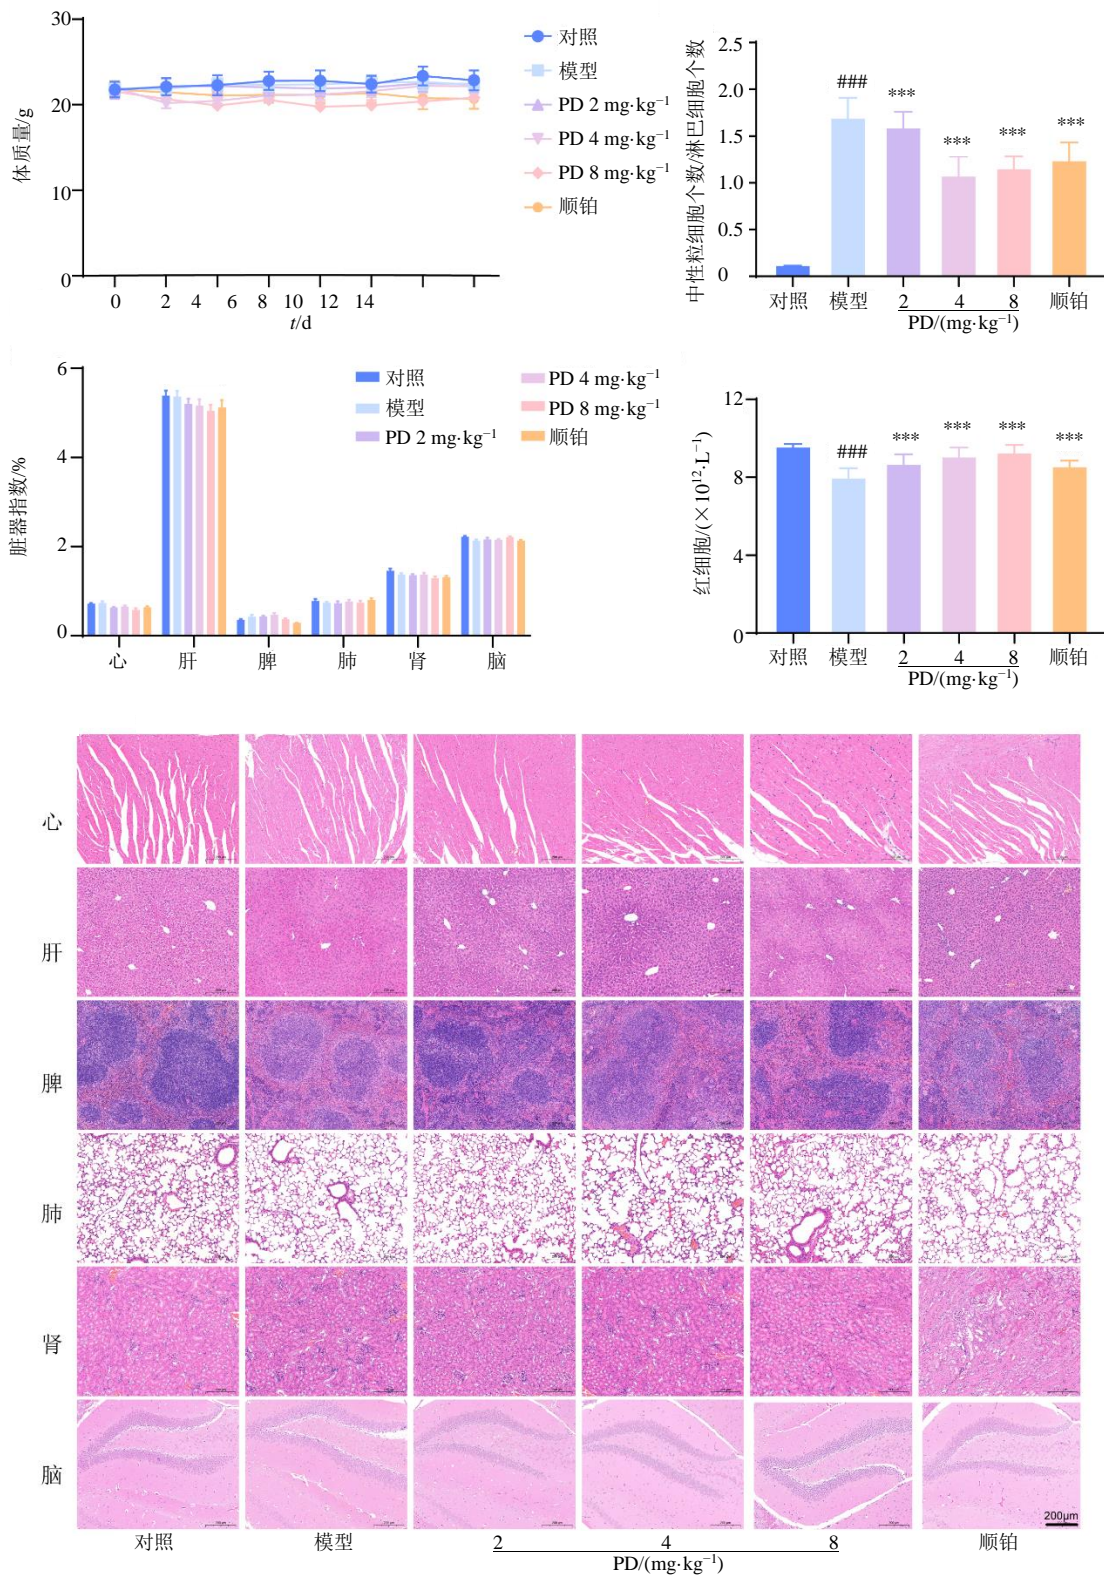 30
20
10
0
体质量/g
0 2 4 6 8 10 12 14
t/d
对照
模型
PD 2 mg·kg⁻¹
PD 4 mg·kg⁻¹
PD 8 mg·kg⁻¹
顺铂
2.5
2.0
1.5
1.0
0.5
0
中性粒细胞个数/淋巴细胞个数
###
***
***
***
***
对照 模型 2 4 8 顺铂
PD/(mg·kg⁻¹)
6
4
2
0
脏器指数/%
对照
模型
PD 2 mg·kg⁻¹
PD 4 mg·kg⁻¹
PD 8 mg·kg⁻¹
顺铂
心 肝 脾 肺 肾 脑
12
8
4
0
红细胞/(×10¹²·L⁻¹)
###
***
***
***
***
对照 模型 2 4 8 顺铂
PD/(mg·kg⁻¹)
心
肝
脾
肺
肾
脑
200μm
对照 模型 2 4 8 顺铂
PD/(mg·kg⁻¹)